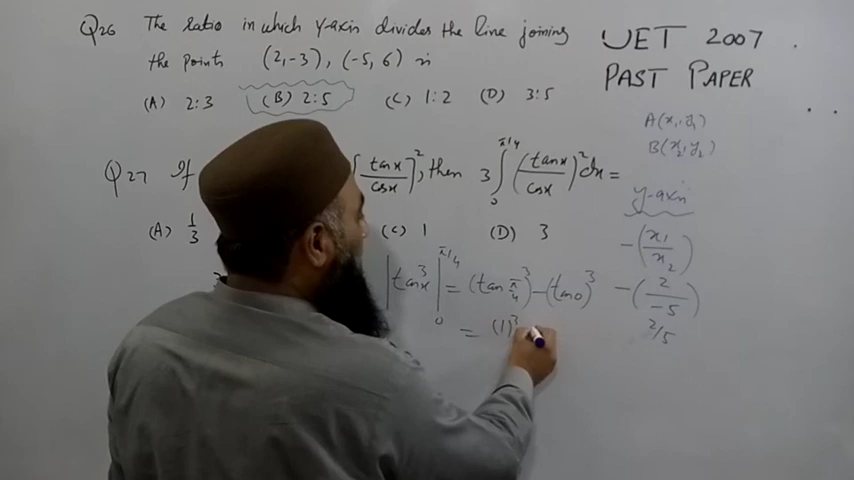 Q26 The ratio in which y-axis divides the line joining
the points (2,-3), (-5, 6) is
(A) 2:3 (B) 2:5 (C) 1:2 (D) 3:5
UET 2007
PAST PAPER
A(x₁, y₁)
B(x₂, y₂)
y-axis
-(x₁/x₂)
-(2/-5)
2/5
Q27 If [tanx/cosx]², then 3∫₀^(π/4) (tanx/cosx)² dx =
(A) 1/3 (C) 1 (D) 3
|tan³x|₀^(π/4) = (tan π/4)³ - (tan0)³
= (1)³